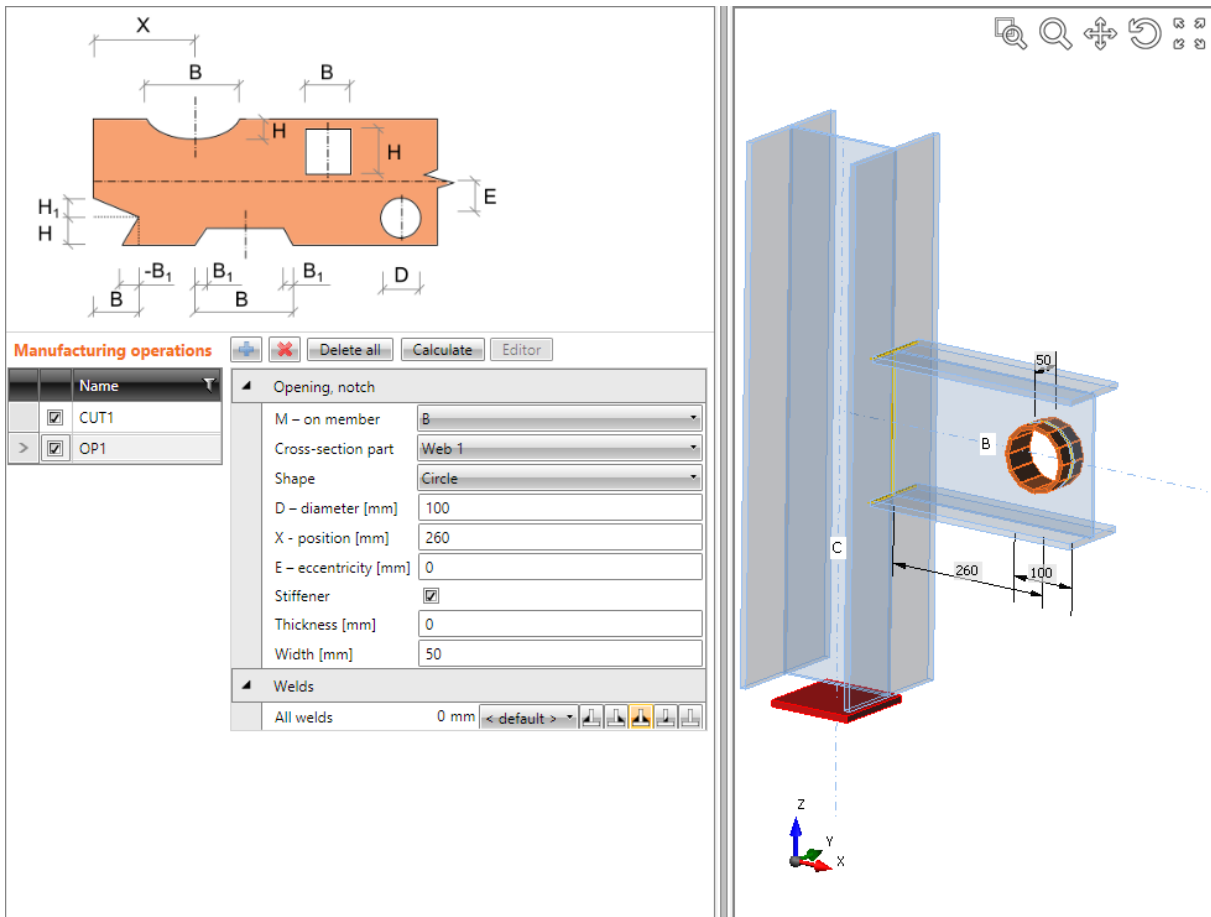 X
B
B
H
H
E
H₁
H
-B₁
B₁
B₁
D
B
B
Manufacturing operations
Delete all
Calculate
Editor
Name
CUT1
> OP1
Opening, notch
M – on member B
Cross-section part Web 1
Shape Circle
D – diameter [mm] 100
X - position [mm] 260
E – eccentricity [mm] 0
Stiffener
Thickness [mm] 0
Width [mm] 50
Welds
All welds 0 mm < default >
50
B
C
260
100
Z
Y
X